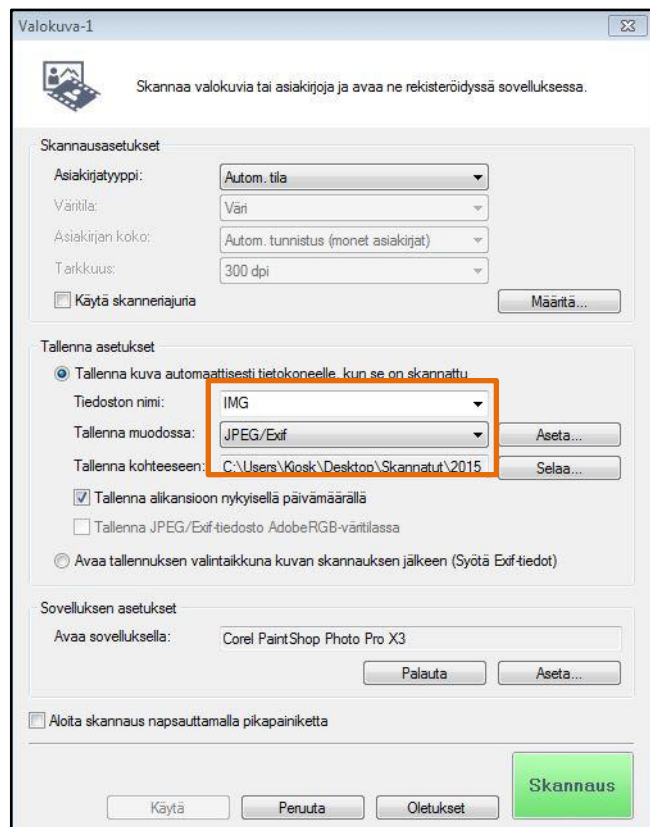 Valokuva-1
Skannaa valokuvia tai asiakirjoja ja avaa ne rekisteröidyssä sovelluksessa.
Skannausasetukset
Asiakirjatyyppi: Autom. tila
Väritila: Väri
Asiakirjan koko: Autom. tunnistus (monet asiakirjat)
Tarkkuus: 300 dpi
Käytä skanneriajuria Määritä...
Tallenna asetukset
Tallenna kuva automaattisesti tietokoneelle, kun se on skannattu
Tiedoston nimi: IMG
Tallenna muodossa: JPEG/Exif Aseta...
Tallenna kohteeseen: C:\Users\Kiosk\Desktop\Skannatut\2015 Selaa...
Tallenna alikansioon nykyisellä päivämäärällä
Tallenna JPEG/Exif-tiedosto AdobeRGB-väritilassa
Avaa tallennuksen valintaikkuna kuvan skannauksen jälkeen (Syötä Exif-tiedot)
Sovelluksen asetukset
Avaa sovelluksella: Corel PaintShop Photo Pro X3
Palauta Aseta...
Aloita skannaus napsauttamalla pikapainiketta
Käytä Peruuta Oletukset Skannaus